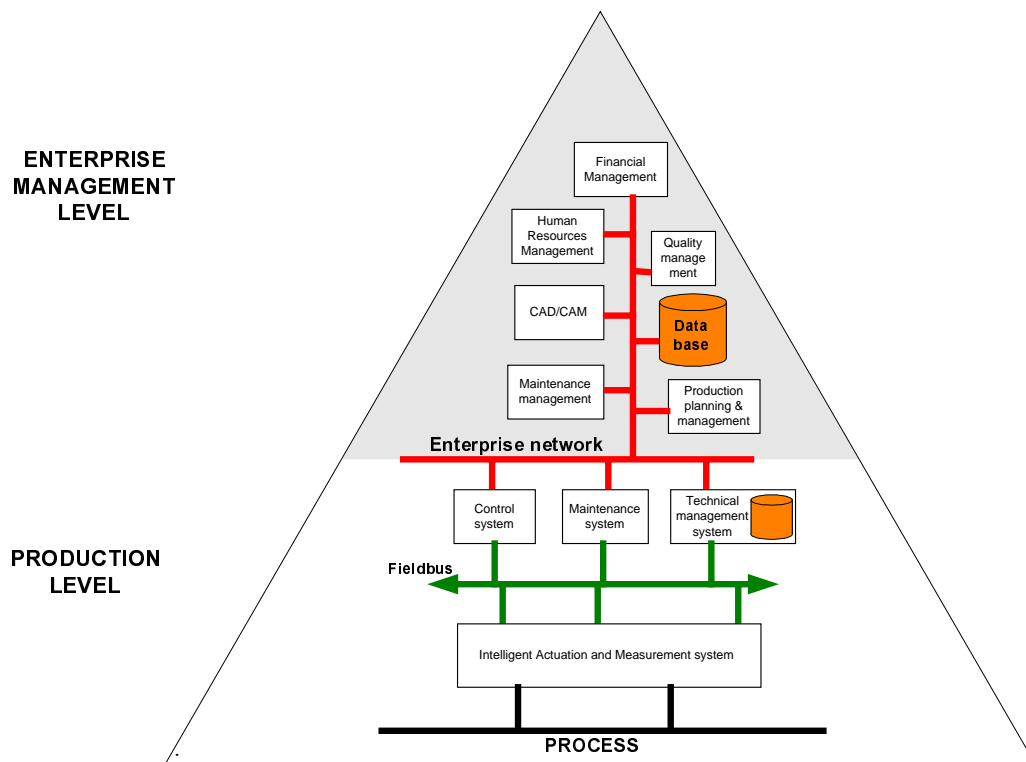 ENTERPRISE
MANAGEMENT
LEVEL
Financial
Management
Human
Resources
Management
Quality
manage
ment
CAD/CAM
Data
base
Maintenance
management
Production
planning &
management
Enterprise network
Control
system
Maintenance
system
Technical
management
system
PRODUCTION
LEVEL
Fieldbus
Intelligent Actuation and Measurement system
PROCESS